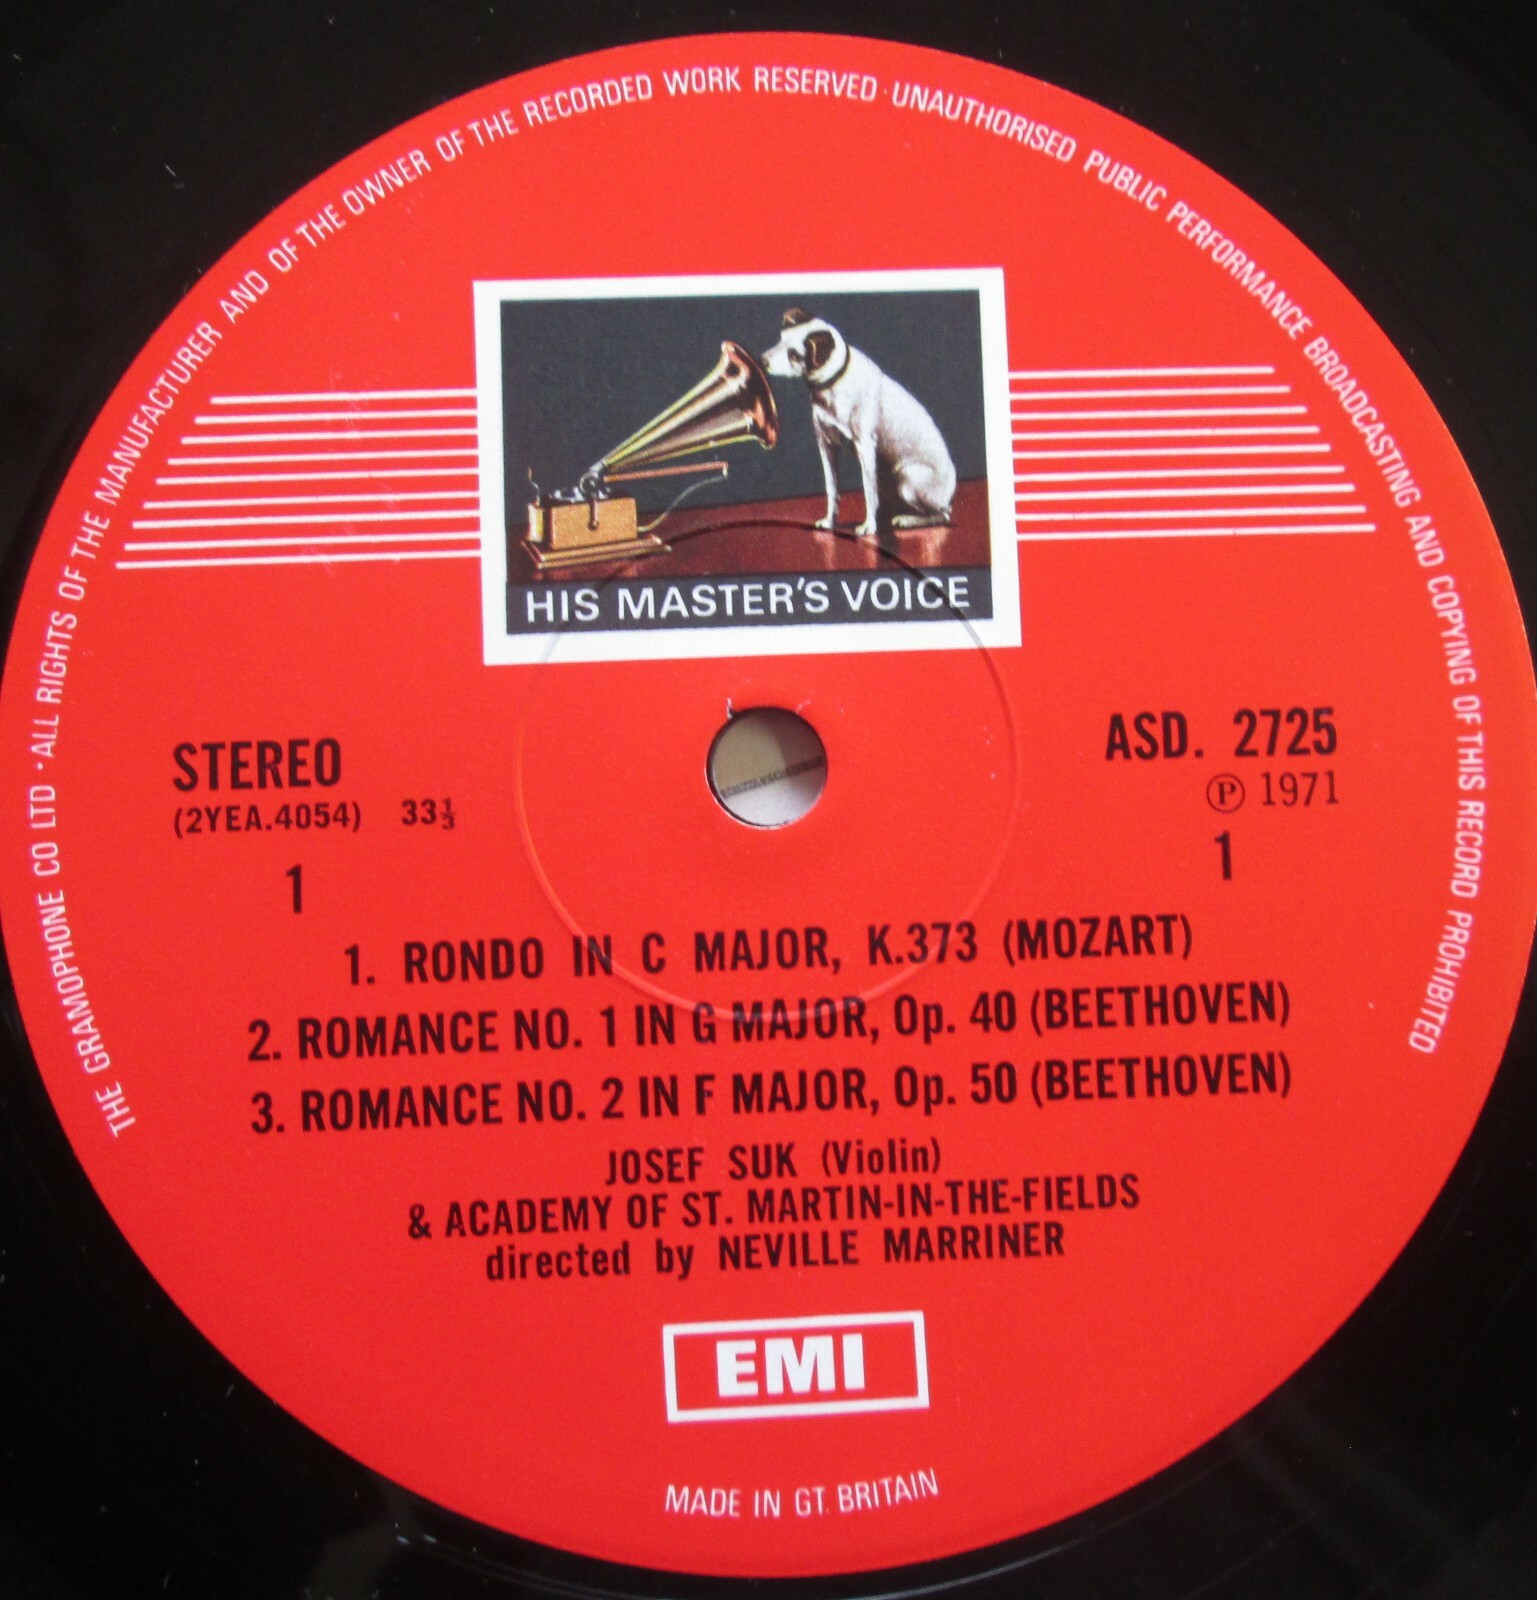 THE GRAMOPHONE CO LTD · ALL RIGHTS OF THE MANUFACTURER AND OF THE OWNER OF THE RECORDED WORK RESERVED · UNAUTHORISED PUBLIC PERFORMANCE BROADCASTING AND COPYING OF THIS RECORD PROHIBITED
HIS MASTER'S VOICE
STEREO
(2YEA.4054) 33⅓
1
ASD. 2725
℗ 1971
1
1. RONDO IN C MAJOR, K.373 (MOZART)
2. ROMANCE NO. 1 IN G MAJOR, Op. 40 (BEETHOVEN)
3. ROMANCE NO. 2 IN F MAJOR, Op. 50 (BEETHOVEN)
JOSEF SUK (Violin)
& ACADEMY OF ST. MARTIN-IN-THE-FIELDS
directed by NEVILLE MARRINER
EMI
MADE IN GT. BRITAIN